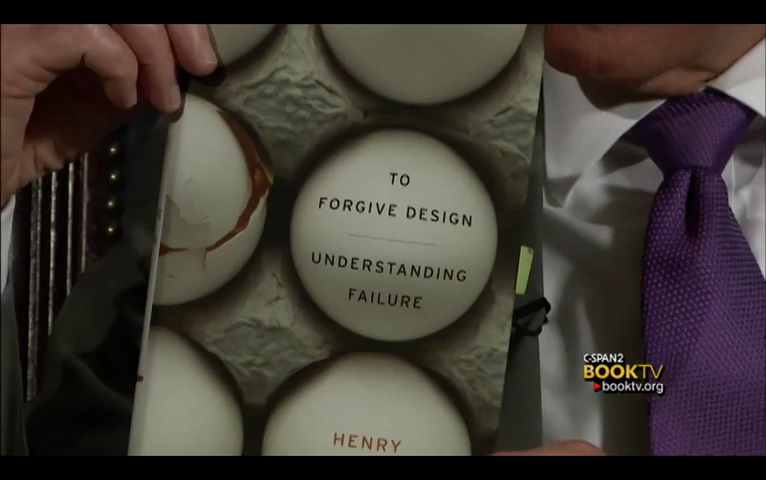 TO
FORGIVE DESIGN
UNDERSTANDING
FAILURE
HENRY
C-SPAN2
BOOKTV
booktv.org